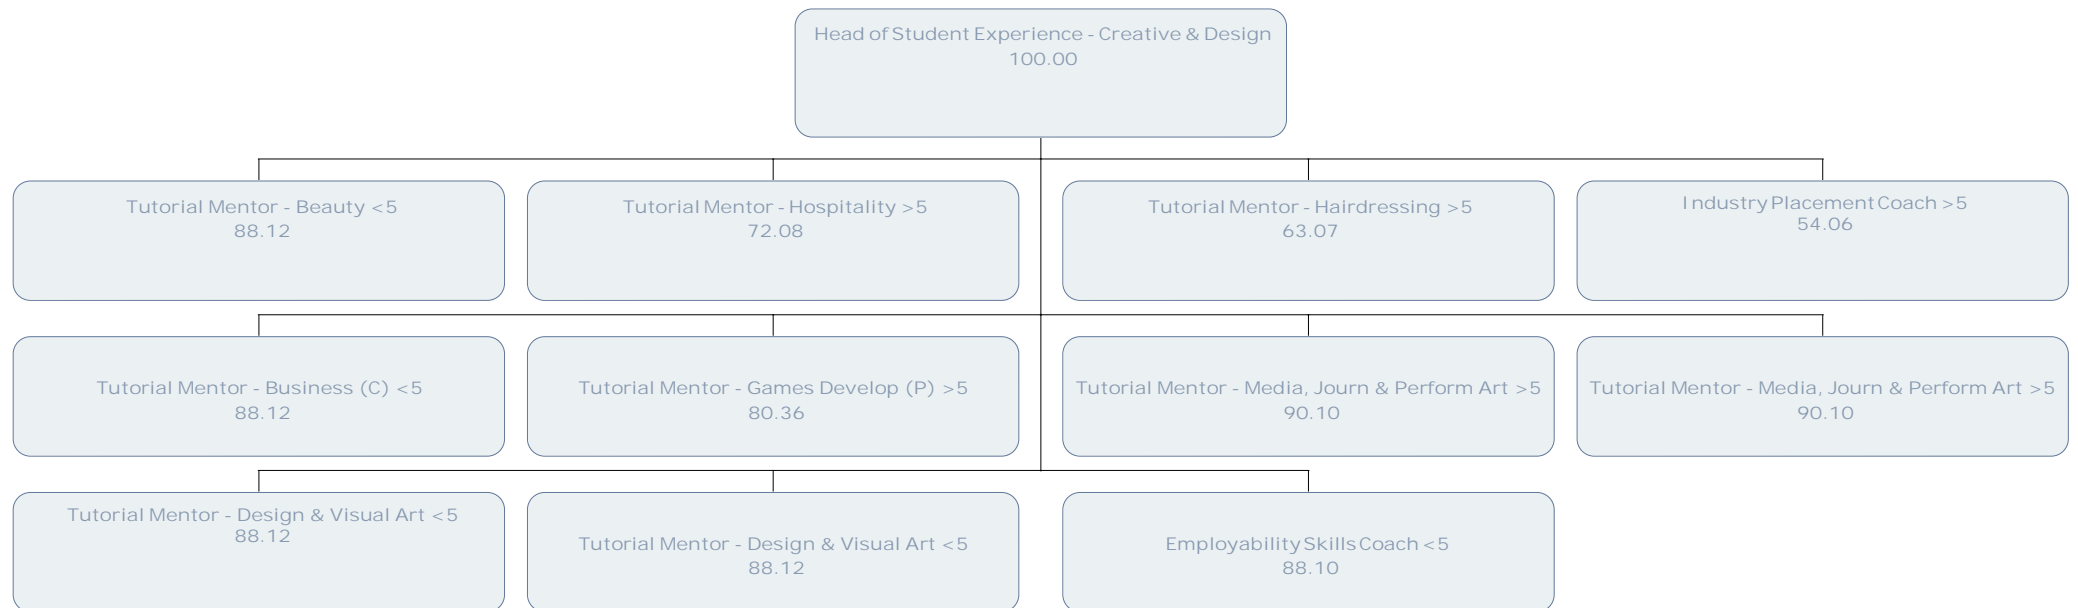 Head of Student Experience - Creative & Design
100.00
Tutorial Mentor - Beauty <5
88.12
Tutorial Mentor - Hospitality >5
72.08
Tutorial Mentor - Hairdressing >5
63.07
Industry Placement Coach >5
54.06
Tutorial Mentor - Business (C) <5
88.12
Tutorial Mentor - Games Develop (P) >5
80.36
Tutorial Mentor - Media, Journ & Perform Art >5
90.10
Tutorial Mentor - Media, Journ & Perform Art >5
90.10
Tutorial Mentor - Design & Visual Art <5
88.12
Tutorial Mentor - Design & Visual Art <5
88.12
Employability Skills Coach <5
88.10